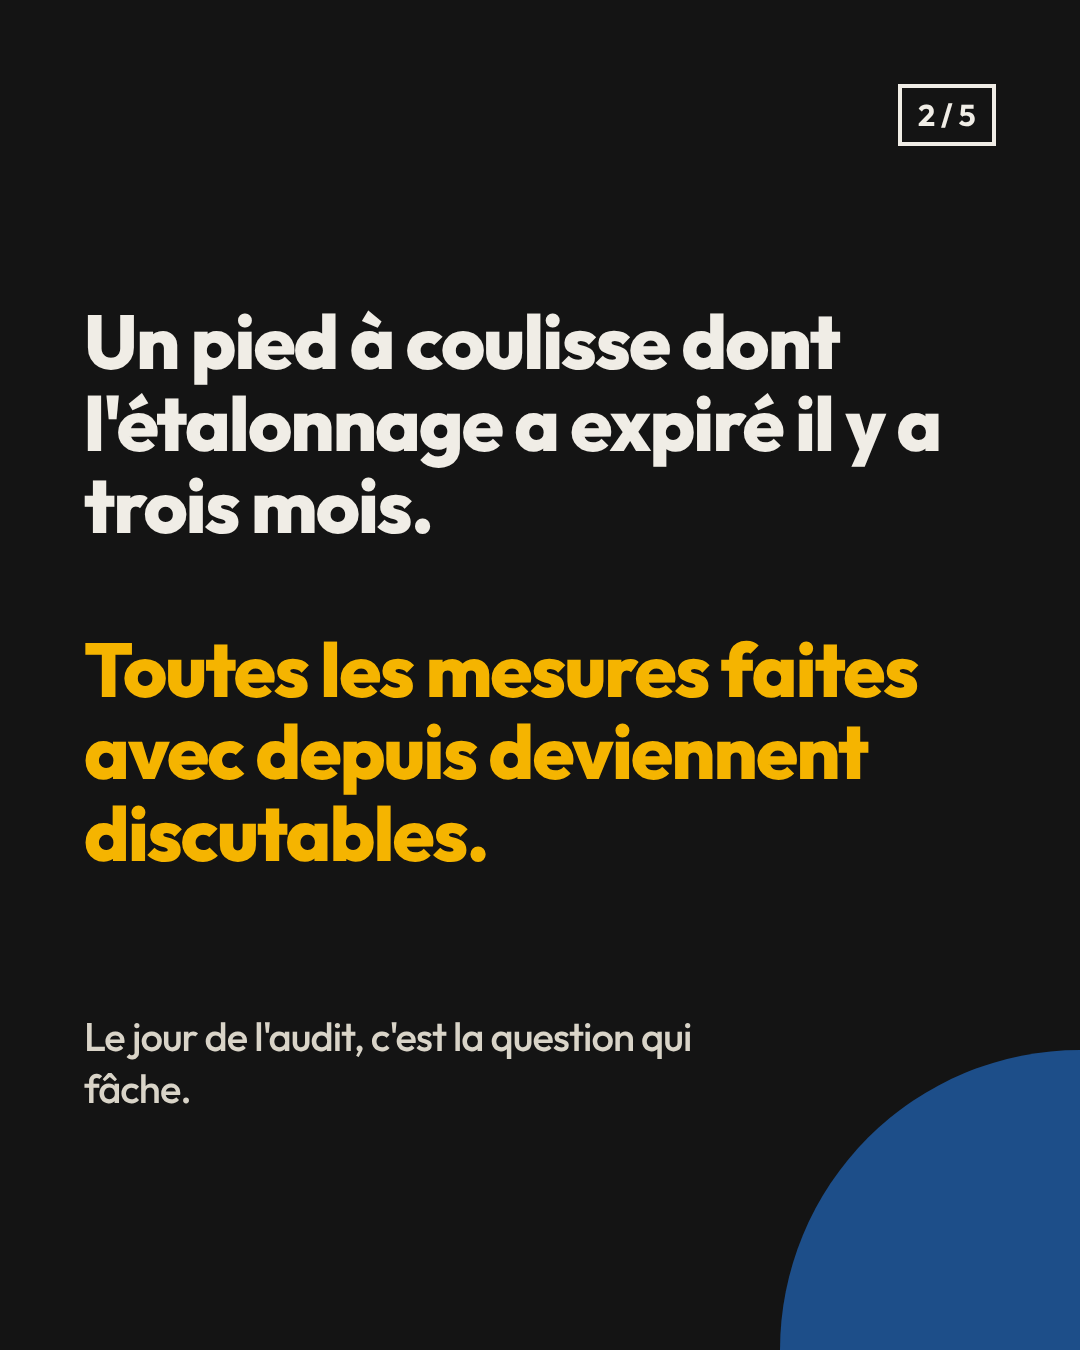 2 / 5
Un pied à coulisse dont
l'étalonnage a expiré il y a
trois mois.
Toutes les mesures faites
avec depuis deviennent
discutables.
Le jour de l'audit, c'est la question qui
fâche.